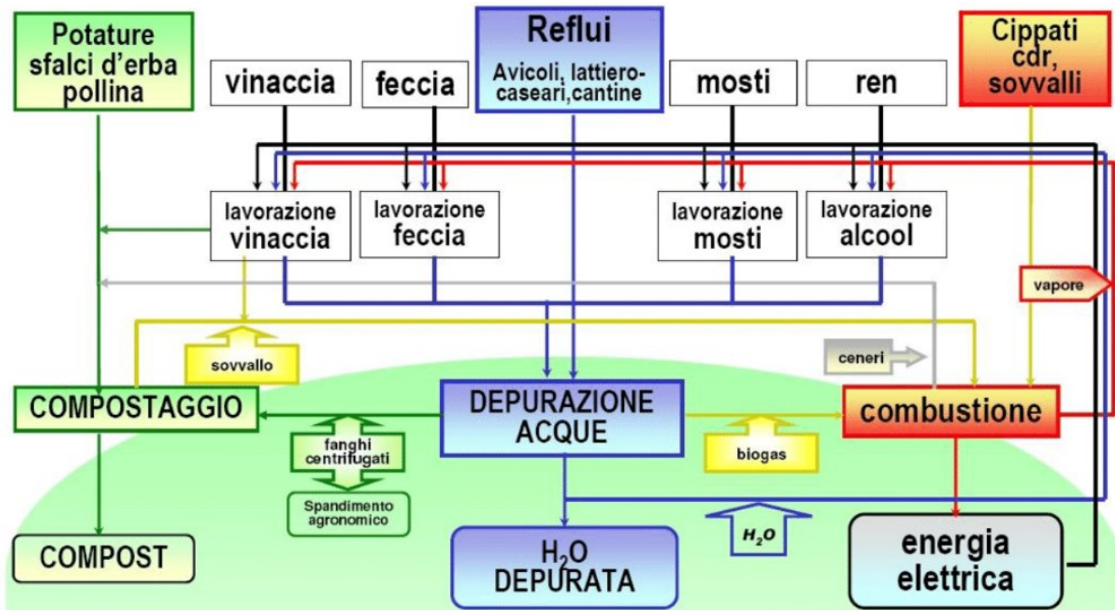 Potature
sfalci d'erba
pollina
vinaccia
feccia
Reflui
Avicoli, lattiero-
caseari,cantine
mosti
ren
Cippati
cdr,
sovvalli
lavorazione
vinaccia
lavorazione
feccia
lavorazione
mosti
lavorazione
alcool
vapore
sovvallo
ceneri
COMPOSTAGGIO
DEPURAZIONE
ACQUE
combustione
fanghi
centrifugati
biogas
Spandimento
agronomico
COMPOST
H2O
DEPURATA
H2O
energia
elettrica